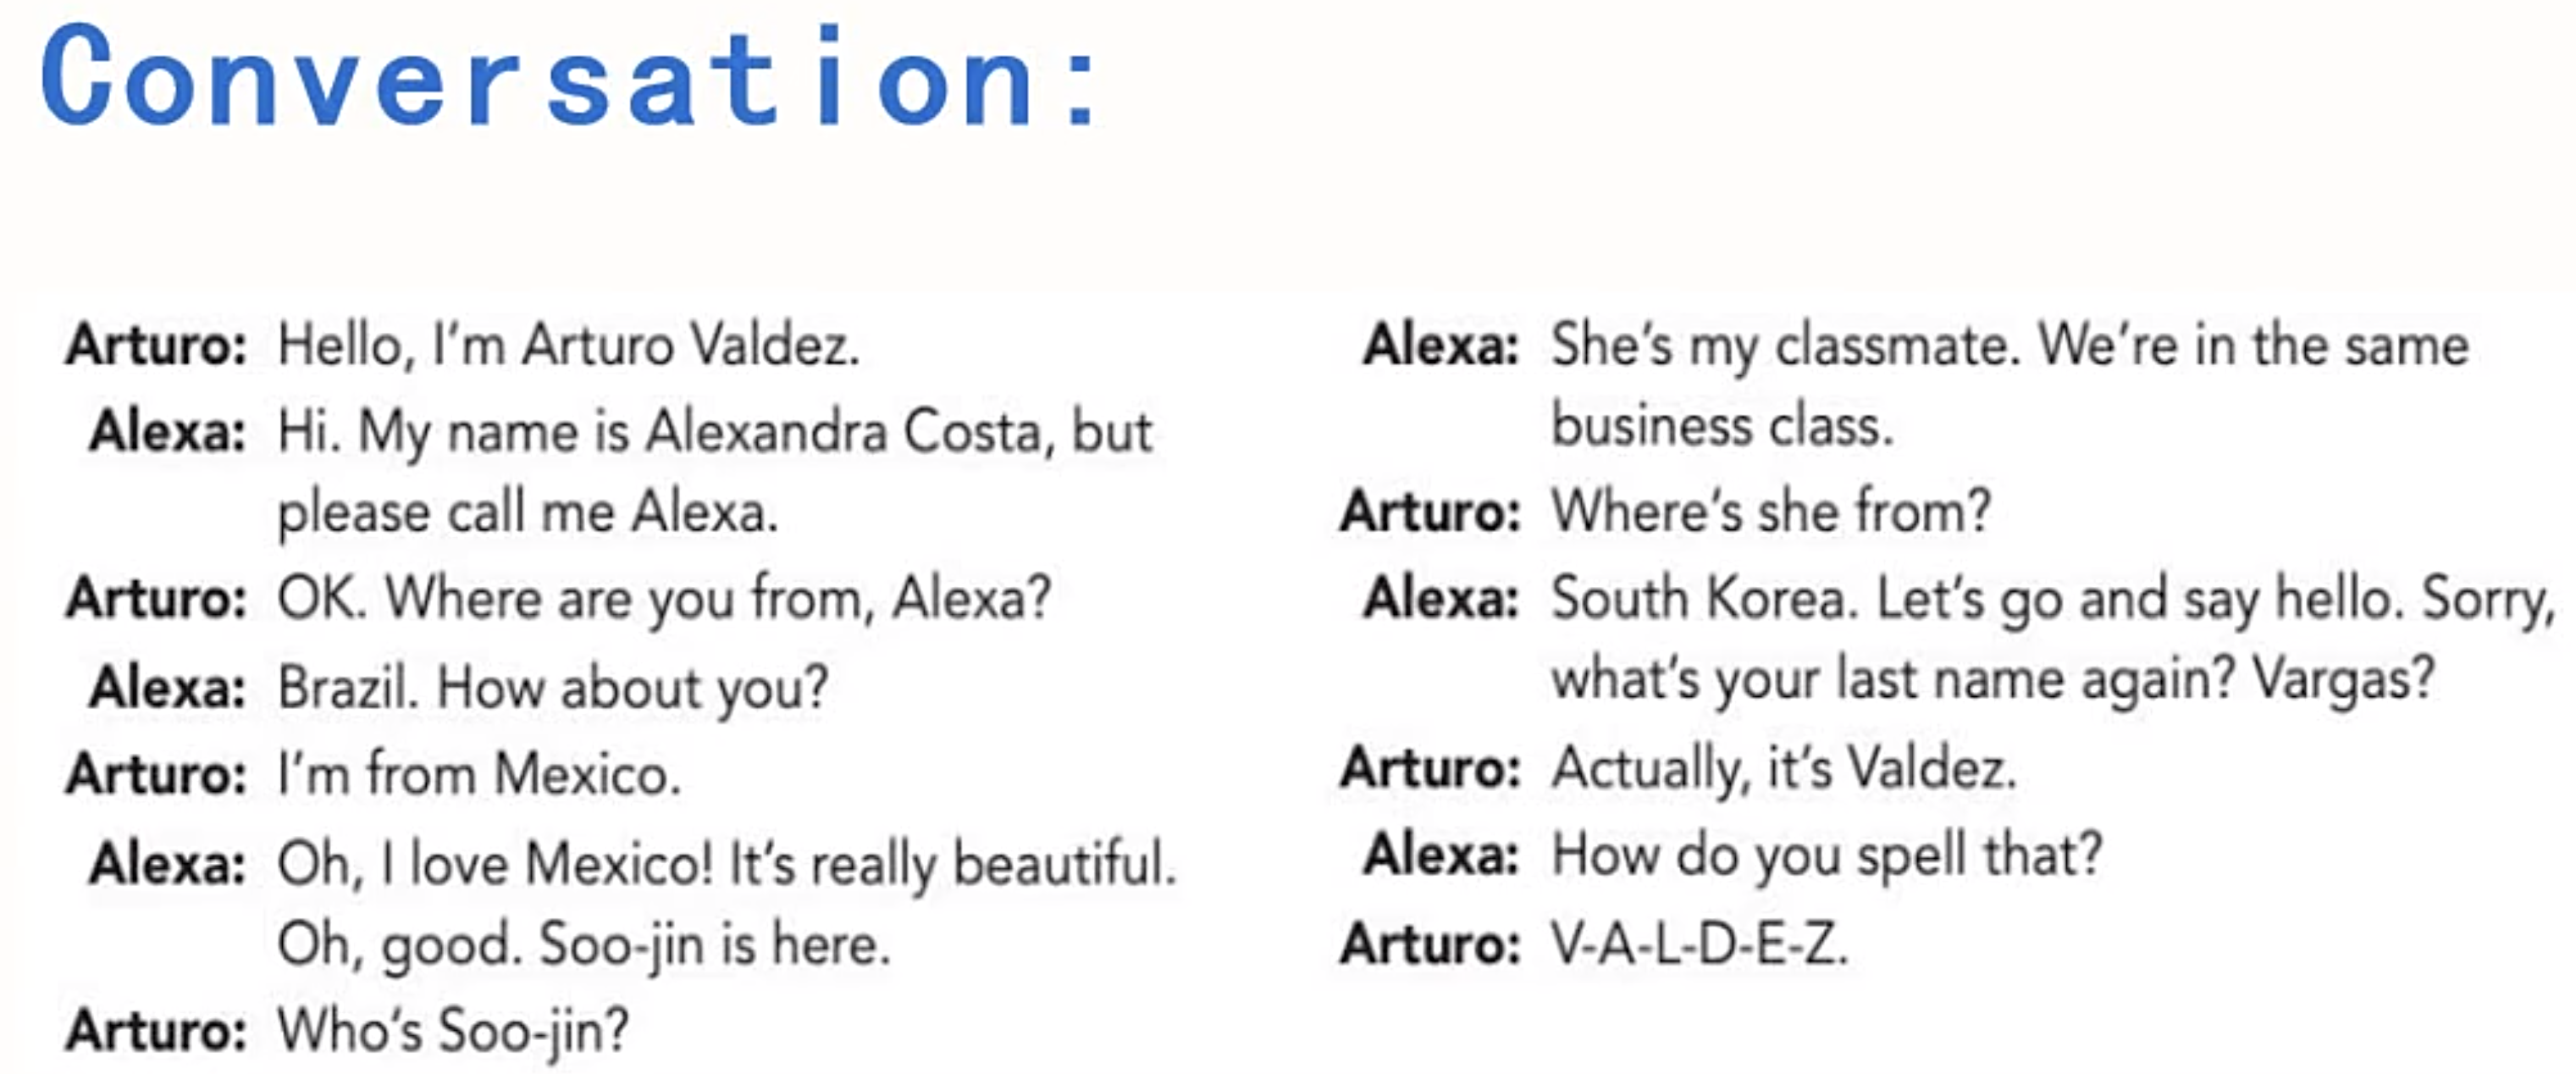 Conversation:
Arturo: Hello, I'm Arturo Valdez.
Alexa: Hi. My name is Alexandra Costa, but
please call me Alexa.
Arturo: OK. Where are you from, Alexa?
Alexa: Brazil. How about you?
Arturo: I'm from Mexico.
Alexa: Oh, I love Mexico! It's really beautiful.
Oh, good. Soo-jin is here.
Arturo: Who's Soo-jin?
Alexa: She's my classmate. We're in the same
business class.
Arturo: Where's she from?
Alexa: South Korea. Let's go and say hello. Sorry,
what's your last name again? Vargas?
Arturo: Actually, it's Valdez.
Alexa: How do you spell that?
Arturo: V-A-L-D-E-Z.